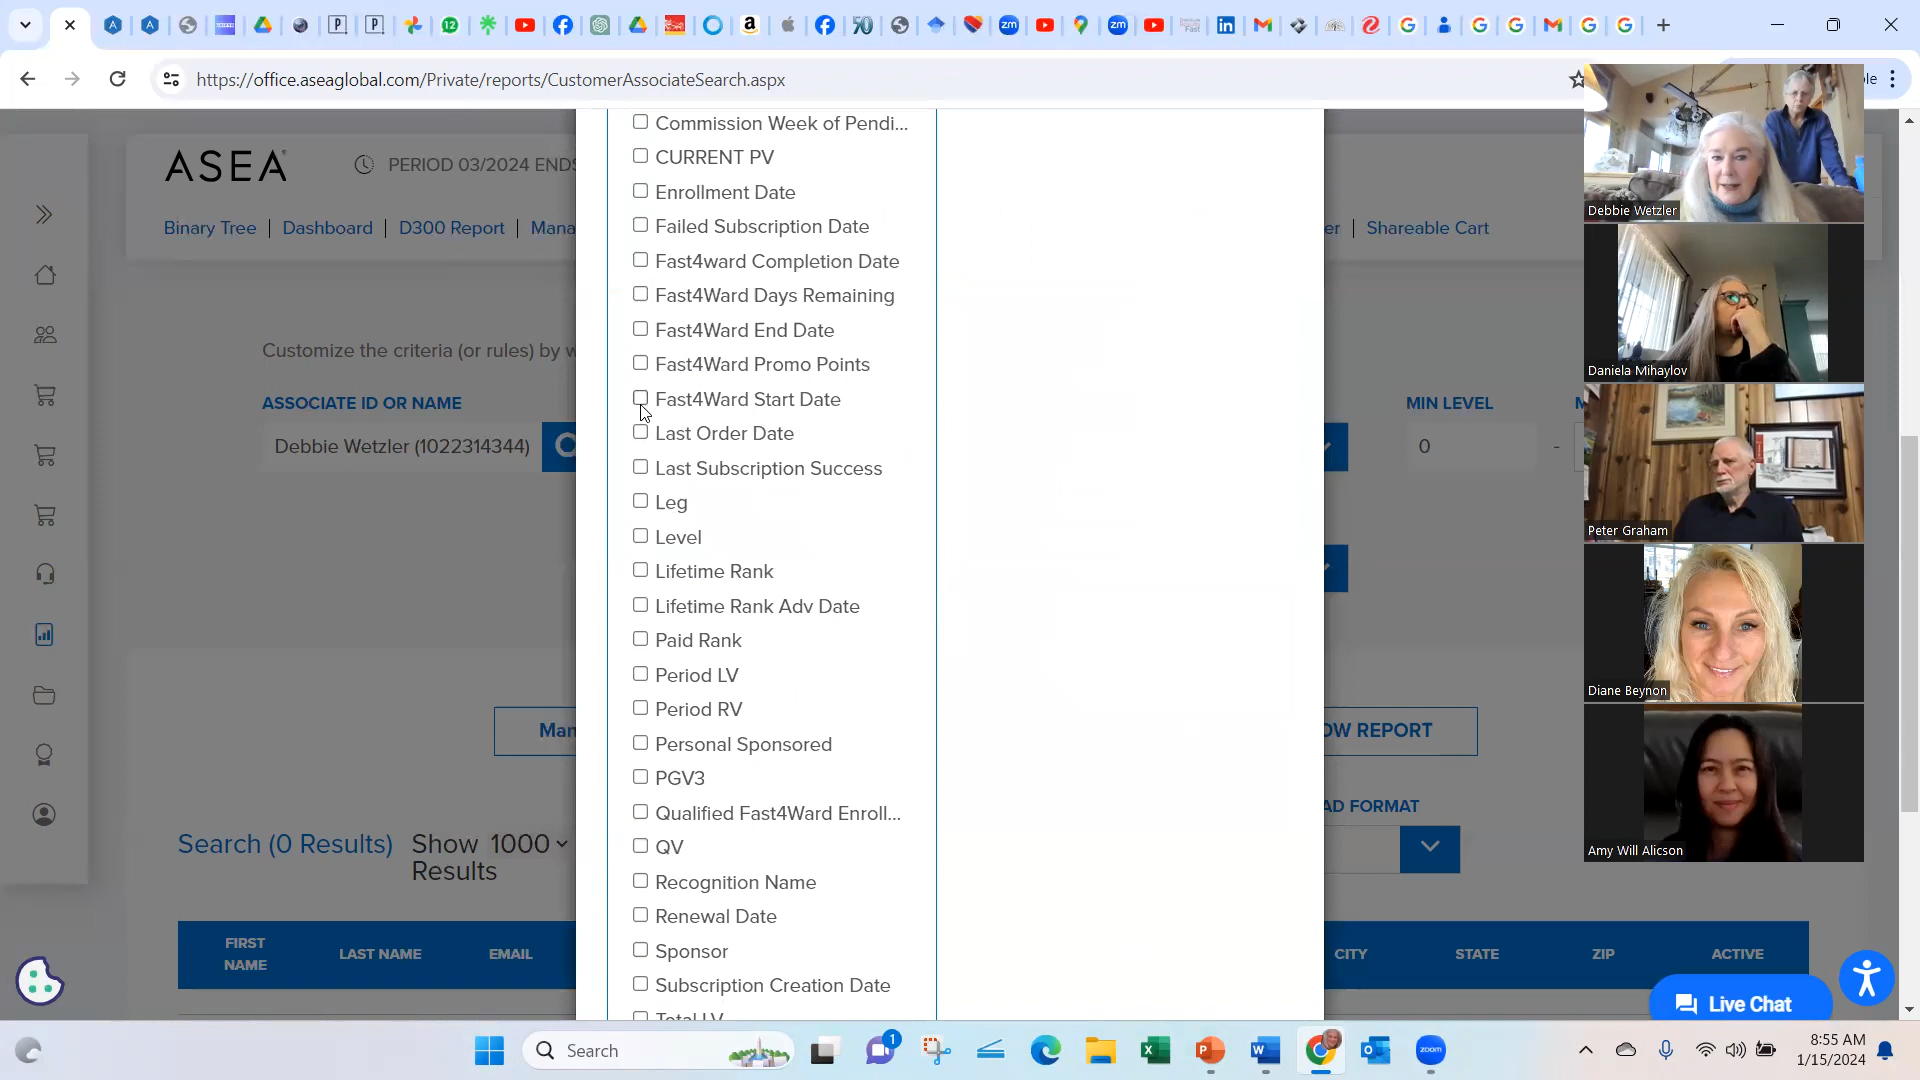 https://office.aseaglobal.com/Private/reports/CustomerAssociateSearch.aspx
ASEA
PERIOD 03/2024 ENDS
Binary Tree | Dashboard | D300 Report | Mana
er | Shareable Cart
Customize the criteria (or rules) by w
ASSOCIATE ID OR NAME
Debbie Wetzler (1022314344)
MIN LEVEL
0
-
Commission Week of Pendi...
CURRENT PV
Enrollment Date
Failed Subscription Date
Fast4ward Completion Date
Fast4Ward Days Remaining
Fast4Ward End Date
Fast4Ward Promo Points
Fast4Ward Start Date
Last Order Date
Last Subscription Success
Leg
Level
Lifetime Rank
Lifetime Rank Adv Date
Paid Rank
Period LV
Period RV
Personal Sponsored
PGV3
Qualified Fast4Ward Enroll...
QV
Recognition Name
Renewal Date
Sponsor
Subscription Creation Date
Total LV
Man
OW REPORT
AD FORMAT
Search (0 Results)
Show 1000
Results
FIRST
NAME
LAST NAME
EMAIL
CITY
STATE
ZIP
ACTIVE
Live Chat
Debbie Wetzler
Daniela Mihaylov
Peter Graham
Diane Beynon
Amy Will Alicson
Search
1
zoom
8:55 AM
1/15/2024